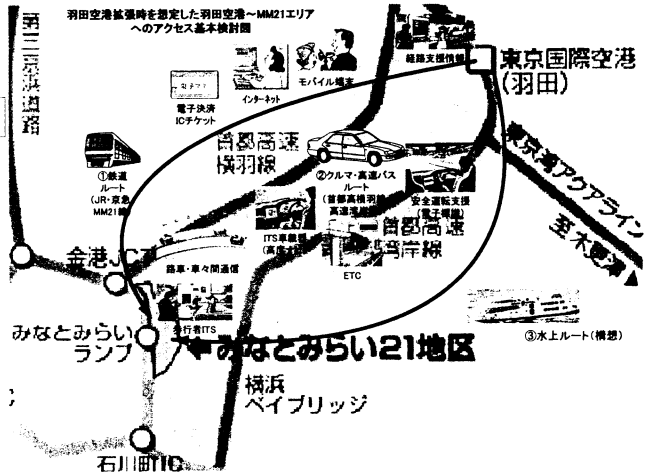 羽田空港拡張時を想定した羽田空港～MM21エリア
へのアクセス基本検討図
第三京浜道路
経路支援情報
東京国際空港
(羽田)
モバイル端末
インターネット
電子決済
ICチケット
首都高速
横羽線
①鉄道
ルート
(JR・京急
MM21線)
②クルマ・高速バス
ルート
(首都高横羽線
高速湾岸線)
安全運転支援
東京湾アクアライン
至木更津
ITS車載器
首都高速
湾岸線
ETC
路車・車々間通信
金港JCT
歩行者ITS
③水上ルート(構想)
みなとみらい
ランプ
みなとみらい21地区
横浜
ベイブリッジ
石川町IC